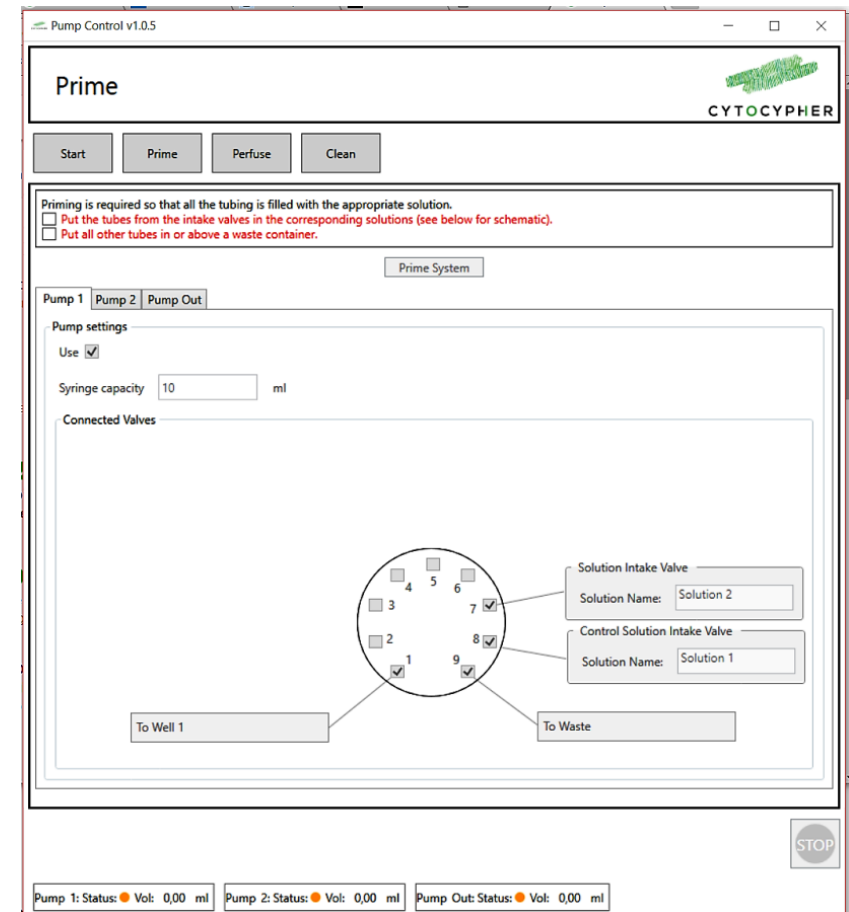 Pump Control v1.0.5
Prime
CYTOCYPHER
Start Prime Perfuse Clean
Priming is required so that all the tubing is filled with the appropriate solution.
Put the tubes from the intake valves in the corresponding solutions (see below for schematic).
Put all other tubes in or above a waste container.
Prime System
Pump 1 Pump 2 Pump Out
Pump settings
Use
Syringe capacity 10 ml
Connected Valves
5
4 6
3 7
2 8
1 9
Solution Intake Valve
Solution Name: Solution 2
Control Solution Intake Valve
Solution Name: Solution 1
To Well 1
To Waste
STOP
Pump 1: Status: Vol: 0,00 ml Pump 2: Status: Vol: 0,00 ml Pump Out: Status: Vol: 0,00 ml